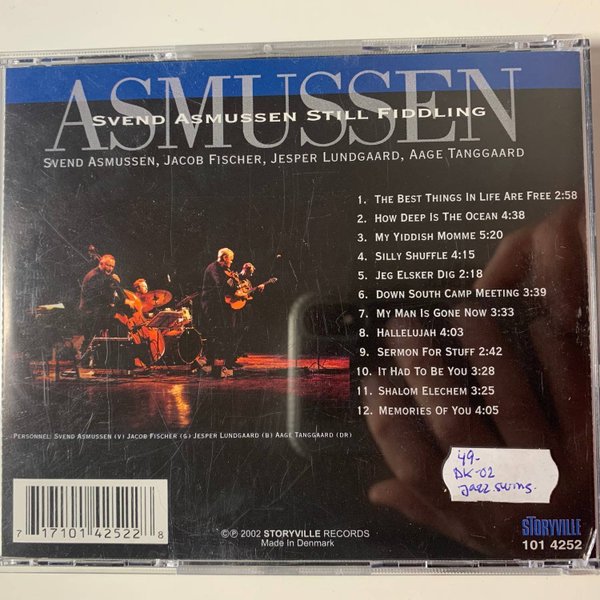 ASMUSSEN
SVEND ASMUSSEN STILL FIDDLING
SVEND ASMUSSEN, JACOB FISCHER, JESPER LUNDGAARD, AAGE TANGGAARD
1. THE BEST THINGS IN LIFE ARE FREE 2:58
2. HOW DEEP IS THE OCEAN 4:38
3. MY YIDDISH MOMME 5:20
4. SILLY SHUFFLE 4:15
5. JEG ELSKER DIG 2:18
6. DOWN SOUTH CAMP MEETING 3:39
7. MY MAN IS GONE NOW 3:33
8. HALLELUJAH 4:03
9. SERMON FOR STUFF 2:42
10. IT HAD TO BE YOU 3:28
11. SHALOM ELECHEM 3:25
12. MEMORIES OF YOU 4:05
PERSONNEL: SVEND ASMUSSEN (V) JACOB FISCHER (G) JESPER LUNDGAARD (B) AAGE TANGGAARD (DR)
49-
DK-02
jazz swing.
7 17101 42522 8
©℗ 2002 STORYVILLE RECORDS
Made In Denmark
STORYVILLE
101 4252